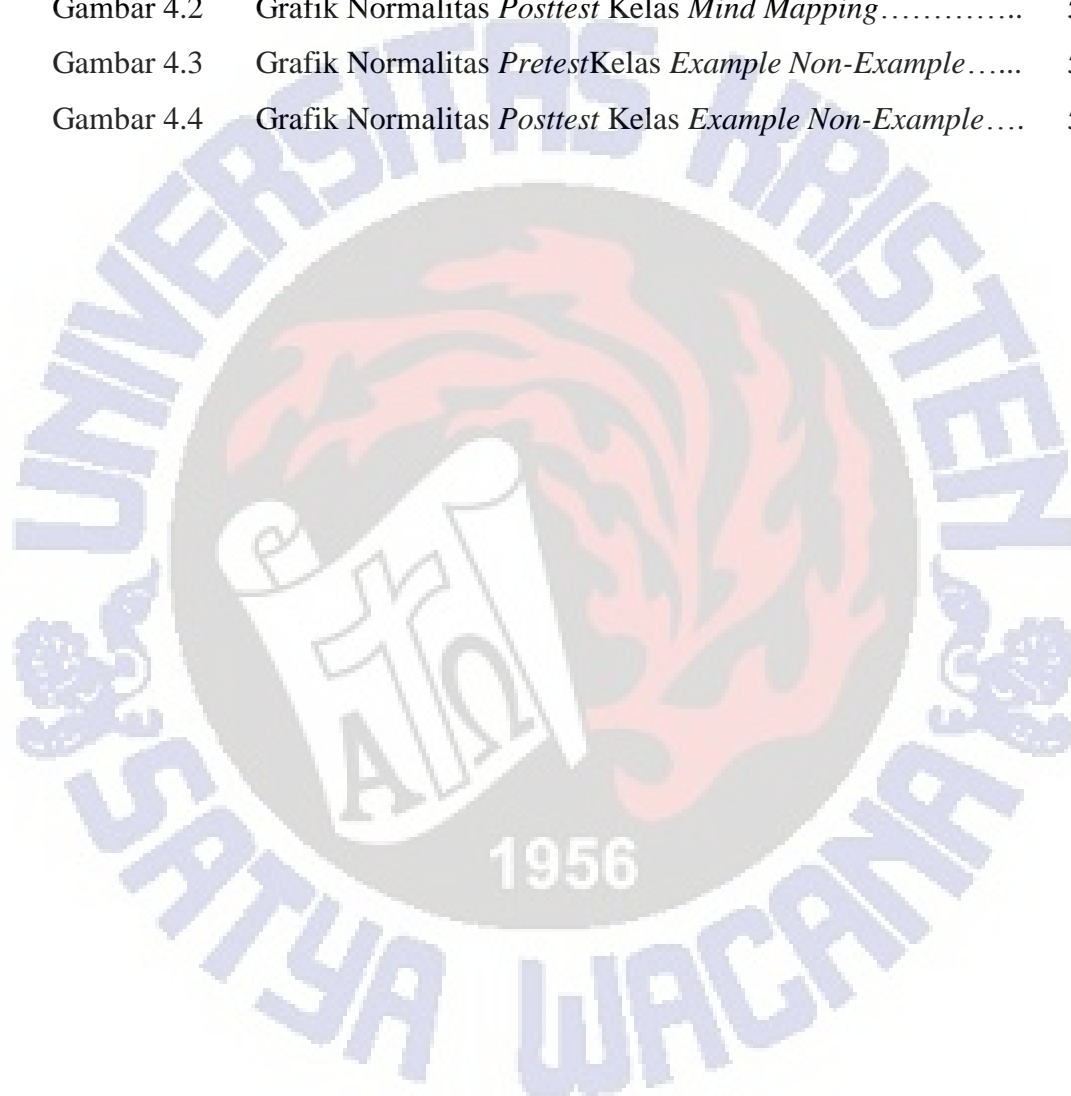 Gambar 4.2 Grafik Normalitas Posttest Kelas Mind Mapping…………..
Gambar 4.3 Grafik Normalitas PretestKelas Example Non-Example…...
Gambar 4.4 Grafik Normalitas Posttest Kelas Example Non-Example….
UNIVERSITAS KRISTEN
Α Ω
1956
SATYA WACANA